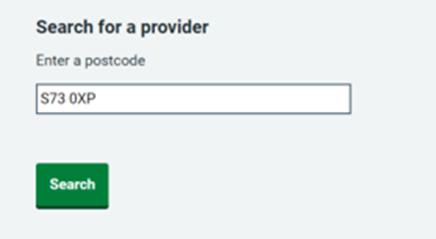 Search for a provider
Enter a postcode
S73 0XP
Search